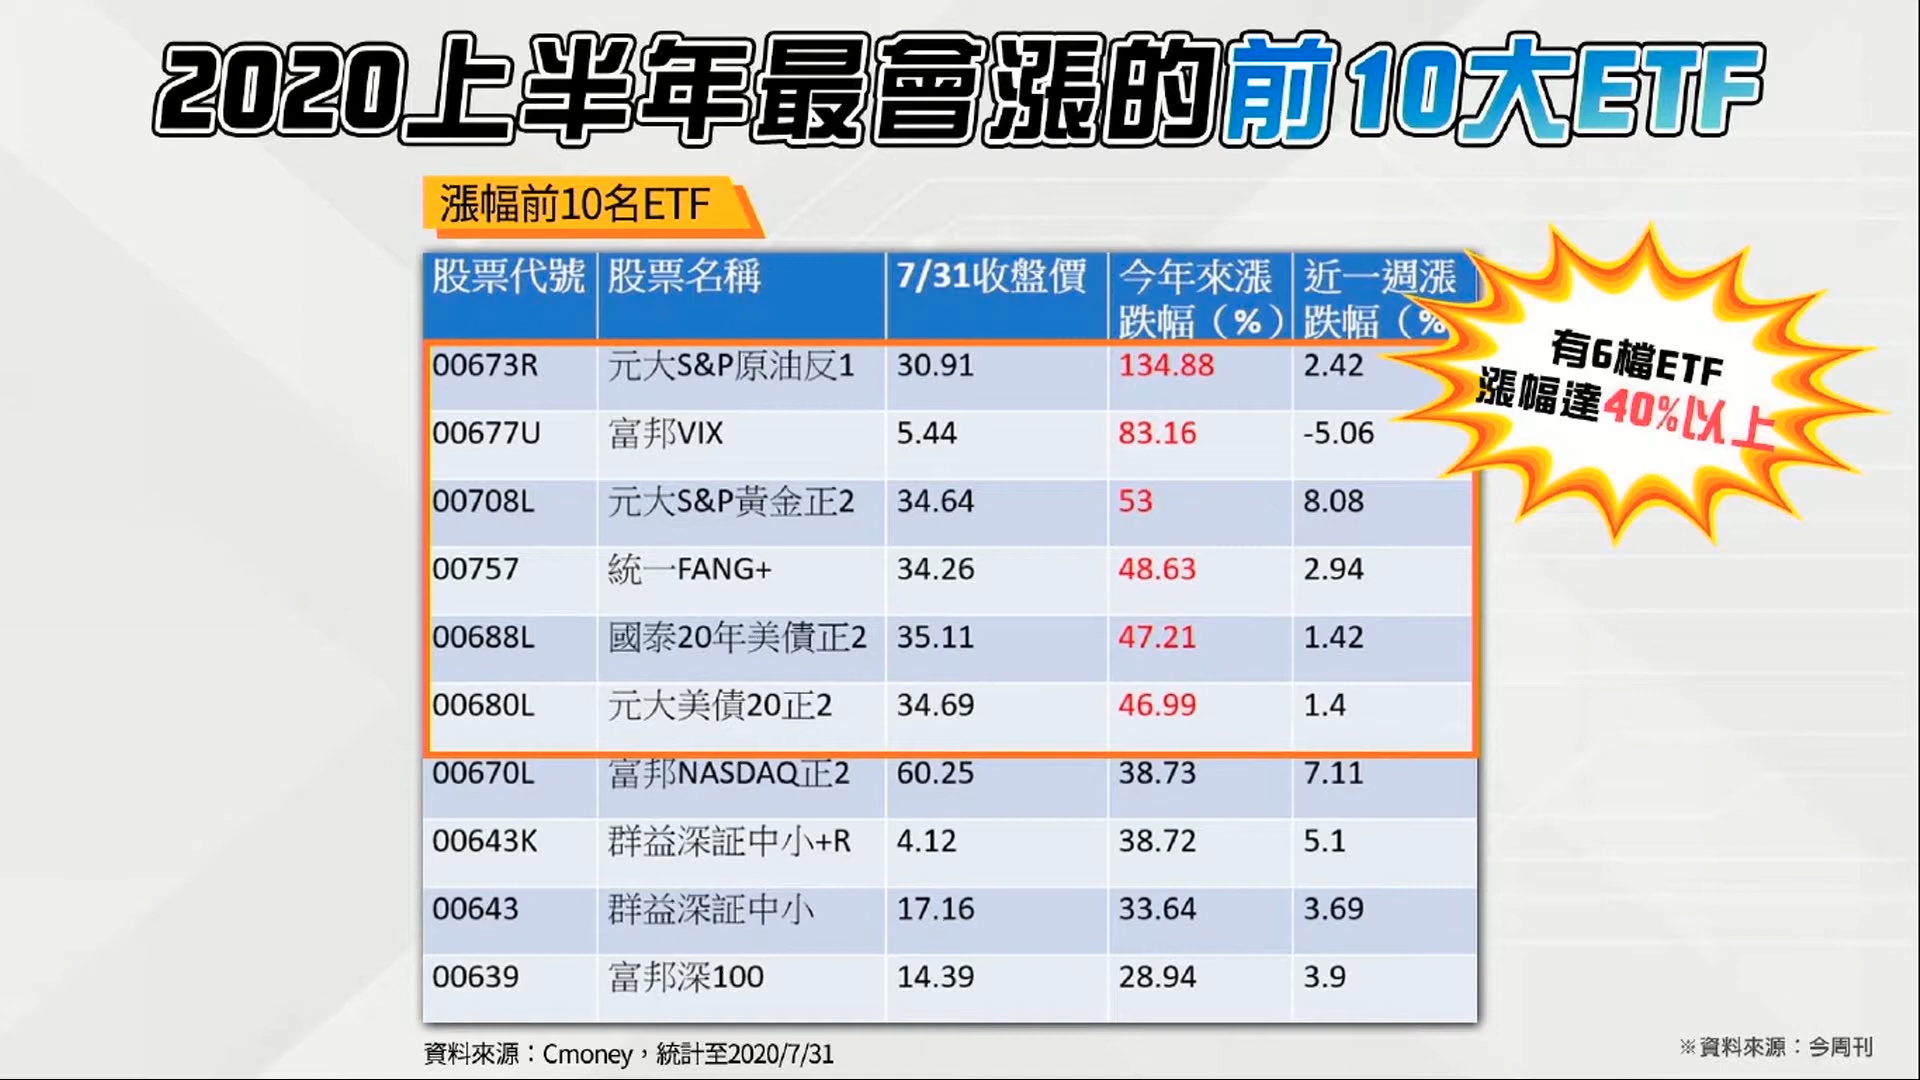 2020上半年最會漲的前10大ETF
漲幅前10名ETF
股票代號 股票名稱 7/31收盤價 今年來漲跌幅（%） 近一週漲跌幅（%
00673R 元大S&P原油反1 30.91 134.88 2.42
00677U 富邦VIX 5.44 83.16 -5.06
00708L 元大S&P黃金正2 34.64 53 8.08
00757 統一FANG+ 34.26 48.63 2.94
00688L 國泰20年美債正2 35.11 47.21 1.42
00680L 元大美債20正2 34.69 46.99 1.4
00670L 富邦NASDAQ正2 60.25 38.73 7.11
00643K 群益深証中小+R 4.12 38.72 5.1
00643 群益深証中小 17.16 33.64 3.69
00639 富邦深100 14.39 28.94 3.9
有6檔ETF
漲幅達40%以上
資料來源：Cmoney，統計至2020/7/31
※資料來源：今周刊